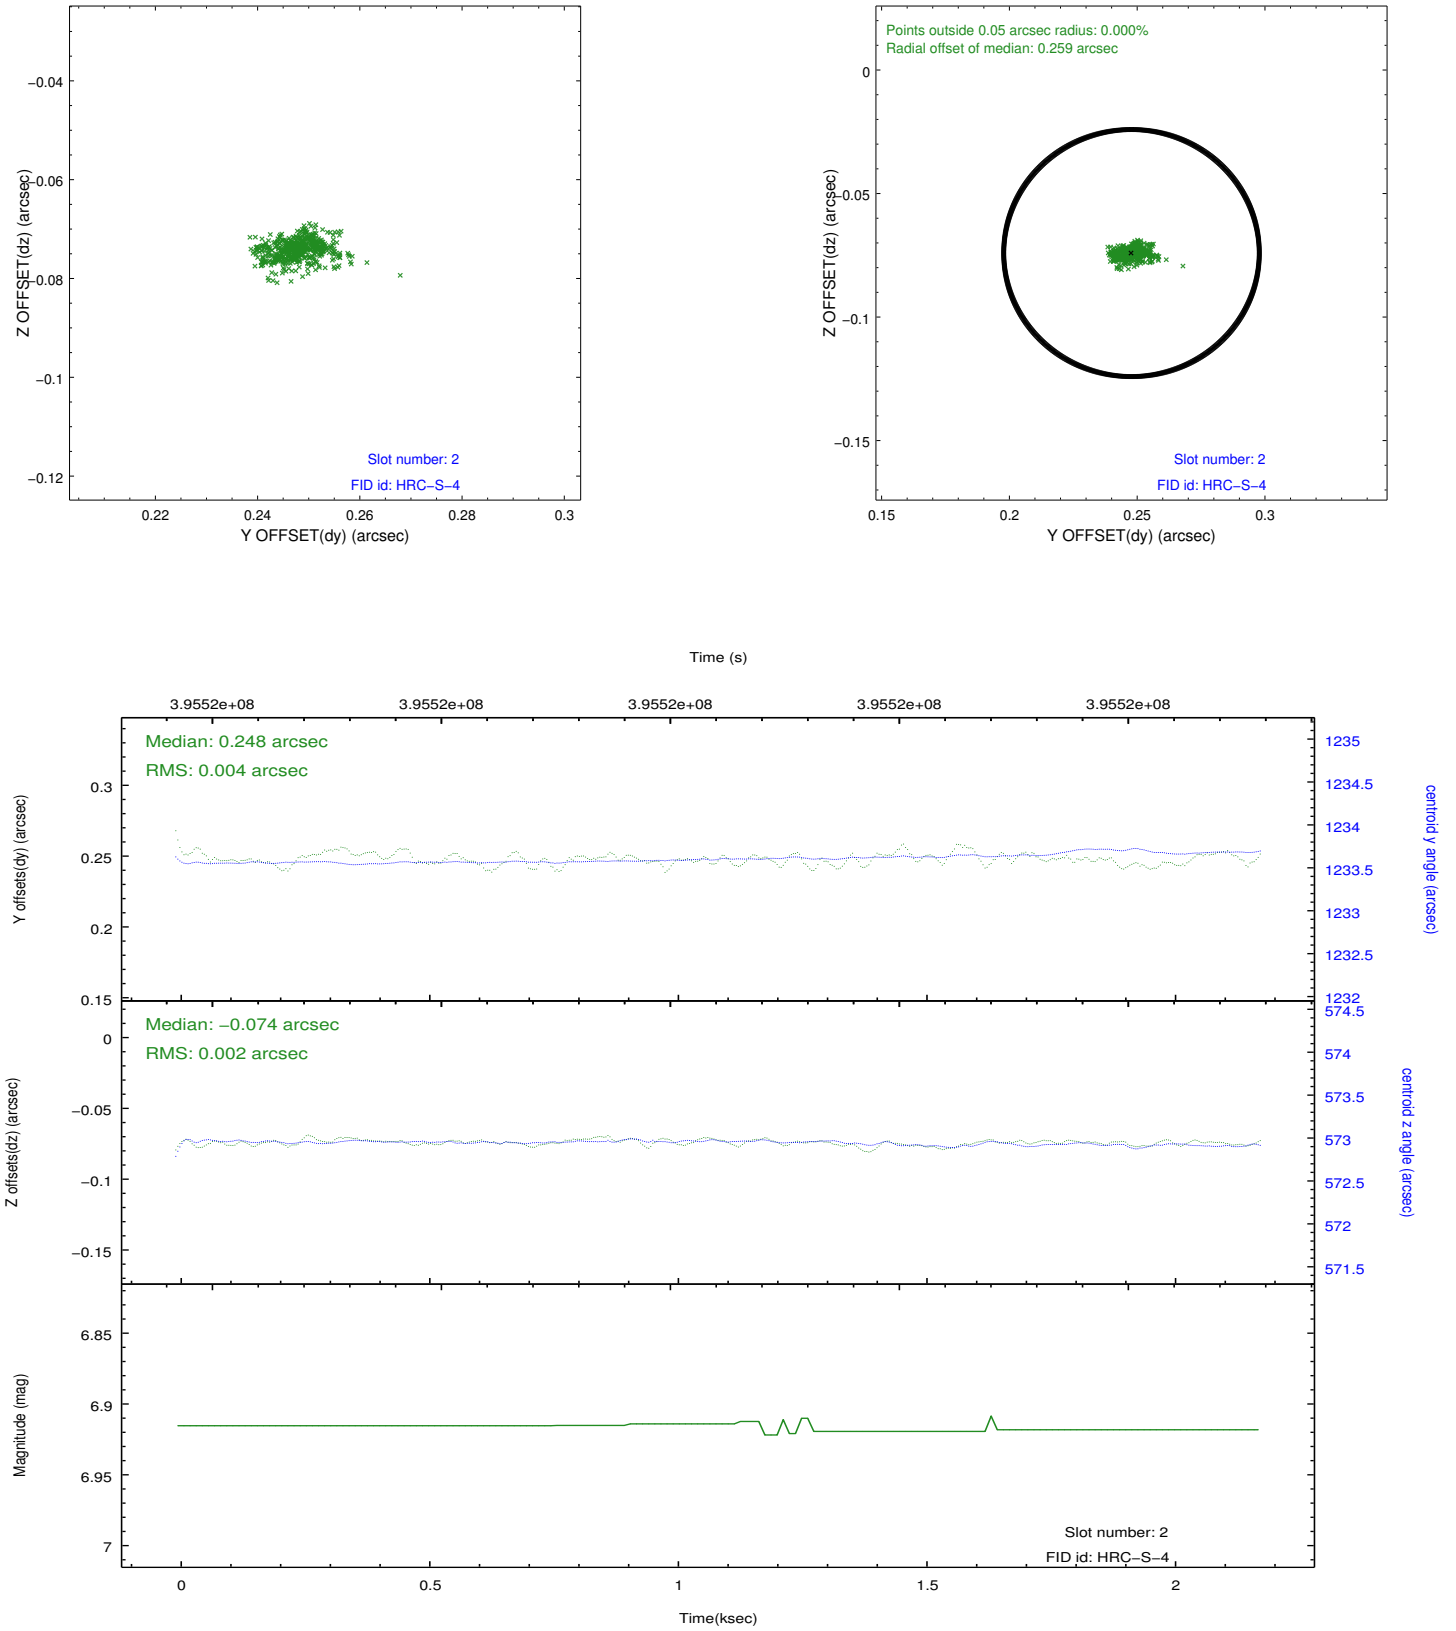 −0.04
−0.06
−0.08
−0.1
−0.12
Z OFFSET(dz) (arcsec)
Slot number: 2
FID id: HRC−S−4
0.22
0.24
0.26
0.28
0.3
Y OFFSET(dy) (arcsec)
Points outside 0.05 arcsec radius: 0.000%
Radial offset of median: 0.259 arcsec
0
−0.05
−0.1
−0.15
Z OFFSET(dz) (arcsec)
Slot number: 2
FID id: HRC−S−4
0.15
0.2
0.25
0.3
Y OFFSET(dy) (arcsec)
Time (s)
3.9552e+08
3.9552e+08
3.9552e+08
3.9552e+08
3.9552e+08
Median: 0.248 arcsec
RMS: 0.004 arcsec
0.3
0.25
0.2
0.15
Y offsets(dy) (arcsec)
1235
1234.5
1234
1233.5
1233
1232.5
1232
centroid y angle (arcsec)
Median: −0.074 arcsec
RMS: 0.002 arcsec
0
−0.05
−0.1
−0.15
Z offsets(dz) (arcsec)
574.5
574
573.5
573
572.5
572
571.5
centroid z angle (arcsec)
6.85
6.9
6.95
7
Magnitude (mag)
Slot number: 2
FID id: HRC−S−4
0
0.5
1
1.5
2
Time(ksec)